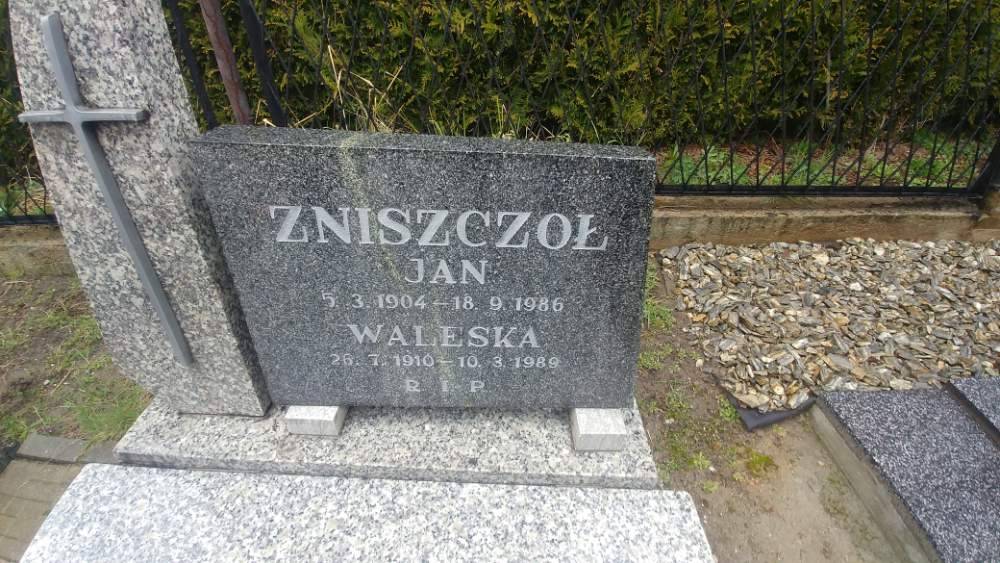 ZNISZCZOŁ
JAN
5. 3. 1904 – 18. 9. 1986
WALESKA
26. 7. 1910 – 10. 3. 1989
R I P